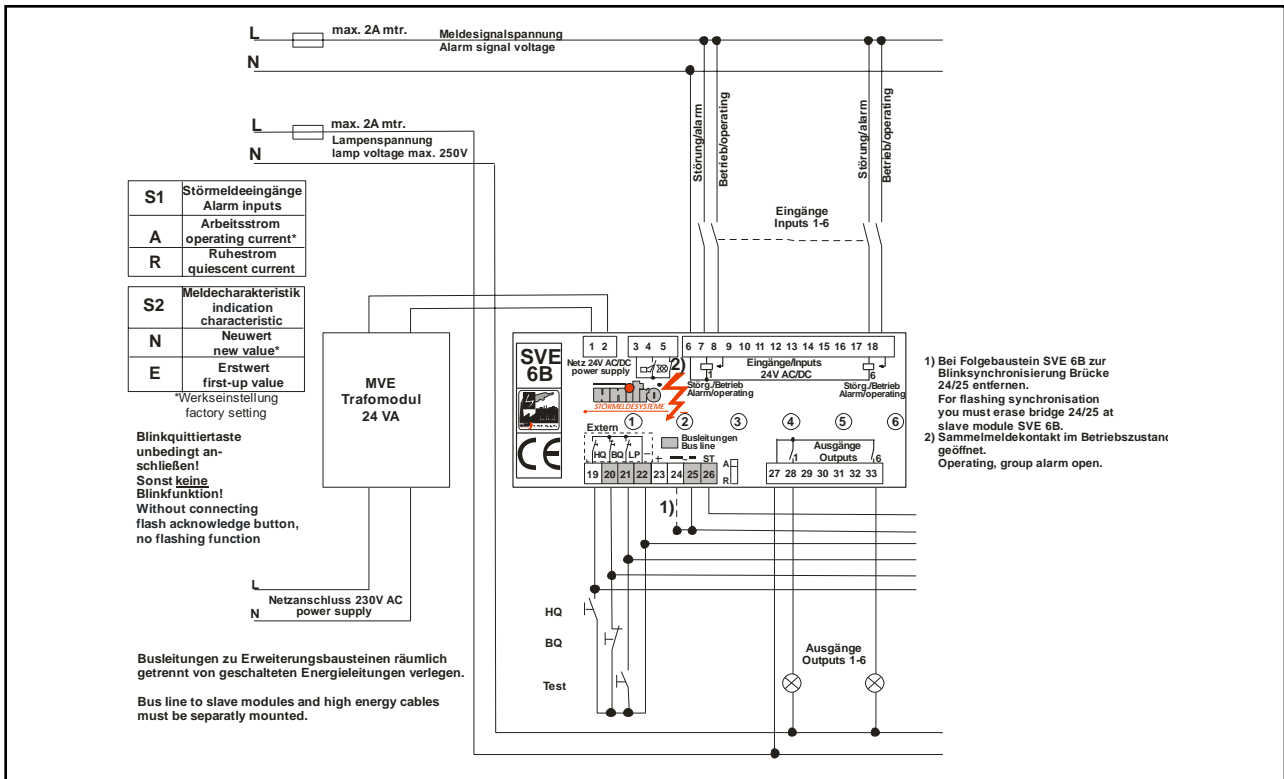 L
max. 2A mtr.
Meldesignalspannung
Alarm signal voltage
N
L
max. 2A mtr.
Lampenspannung
lamp voltage max. 250V
N
Störung/alarm
Betrieb/operating
Störung/alarm
Betrieb/operating
Eingänge
Inputs 1-6
S1
Störmeldeeingänge
Alarm inputs
A
Arbeitsstrom
operating current*
R
Ruhestrom
quiescent current
S2
Meldecharakteristik
indication
characteristic
N
Neuwert
new value*
E
Erstwert
first-up value
*Werkseinstellung
factory setting
Blinkquittiertaste
unbedingt an-
schließen!
Sonst keine
Blinkfunktion!
Without connecting
flash acknowledge button,
no flashing function
MVE
Trafomodul
24 VA
L
Netzanschluss 230V AC
power supply
N
Busleitungen zu Erweiterungsbausteinen räumlich
getrennt von geschalteten Energieleitungen verlegen.
Bus line to slave modules and high energy cables
must be separatly mounted.
SVE
6B
1 2
3 4 5
6 7 8 9 10 11 12 13 14 15 16 17 18
Netz 24V AC/DC
power supply
2)
1
Eingänge/Inputs
24V AC/DC
6
Störg./Betrieb
Alarm/operating
Störg./Betrieb
Alarm/operating
STÖRMELDESYSTEME
1 2 3 4 5 6
Extern
HQ BQ LP
Busleitungen
Bus line
+ - ST
A
R
Ausgänge
Outputs
1
6
CE
19 20 21 22 23 24 25 26
27 28 29 30 31 32 33
1)
HQ
BQ
Test
Ausgänge
Outputs 1-6
1) Bei Folgebaustein SVE 6B zur
Blinksynchronisierung Brücke
24/25 entfernen.
For flashing synchronisation
you must erase bridge 24/25 at
slave module SVE 6B.
2) Sammelmeldekontakt im Betriebszustand
geöffnet.
Operating, group alarm open.